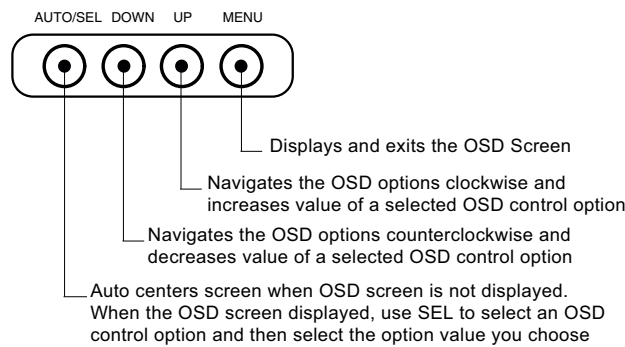 AUTO/SEL DOWN UP MENU
Displays and exits the OSD Screen
Navigates the OSD options clockwise and
increases value of a selected OSD control option
Navigates the OSD options counterclockwise and
decreases value of a selected OSD control option
Auto centers screen when OSD screen is not displayed.
When the OSD screen displayed, use SEL to select an OSD
control option and then select the option value you choose